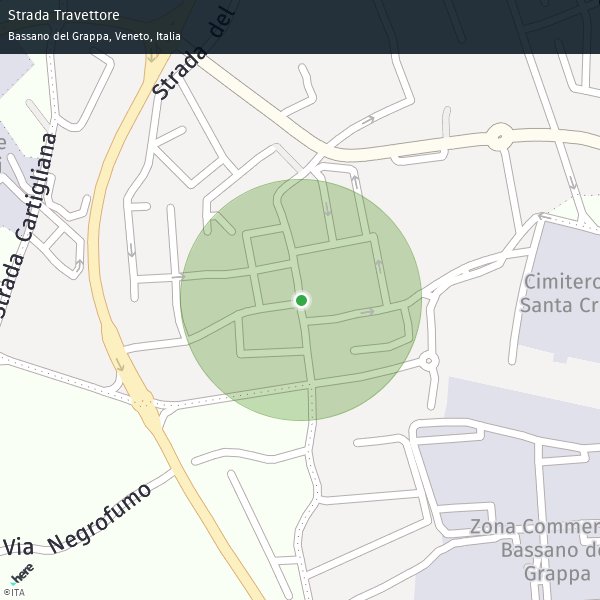 Strada Travettore
Bassano del Grappa, Veneto, Italia
Strada del
Strada Cartigliana
Cimitero
Santa Cr
Via Negrofumo
Zona Commer
Bassano de
Grappa
here
©ITA